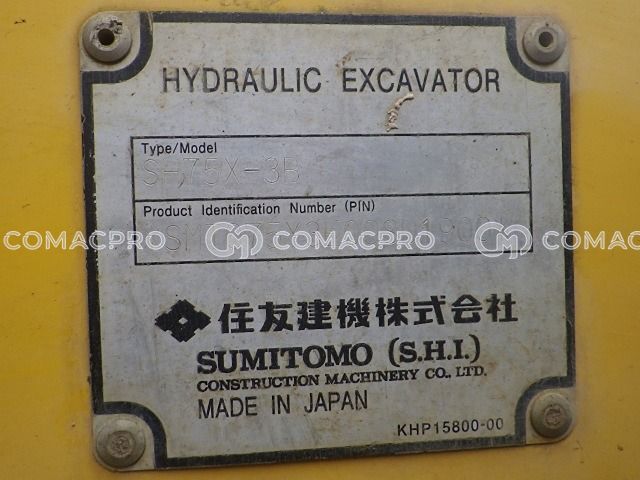 HYDRAULIC EXCAVATOR
Type/Model
SH75X-3B
Product Identification Number (PIN)
COMACPRO COMACPRO COMACPRO
住友建機株式会社
SUMITOMO (S.H.I.)
CONSTRUCTION MACHINERY CO., LTD.
MADE IN JAPAN
KHP15800-00